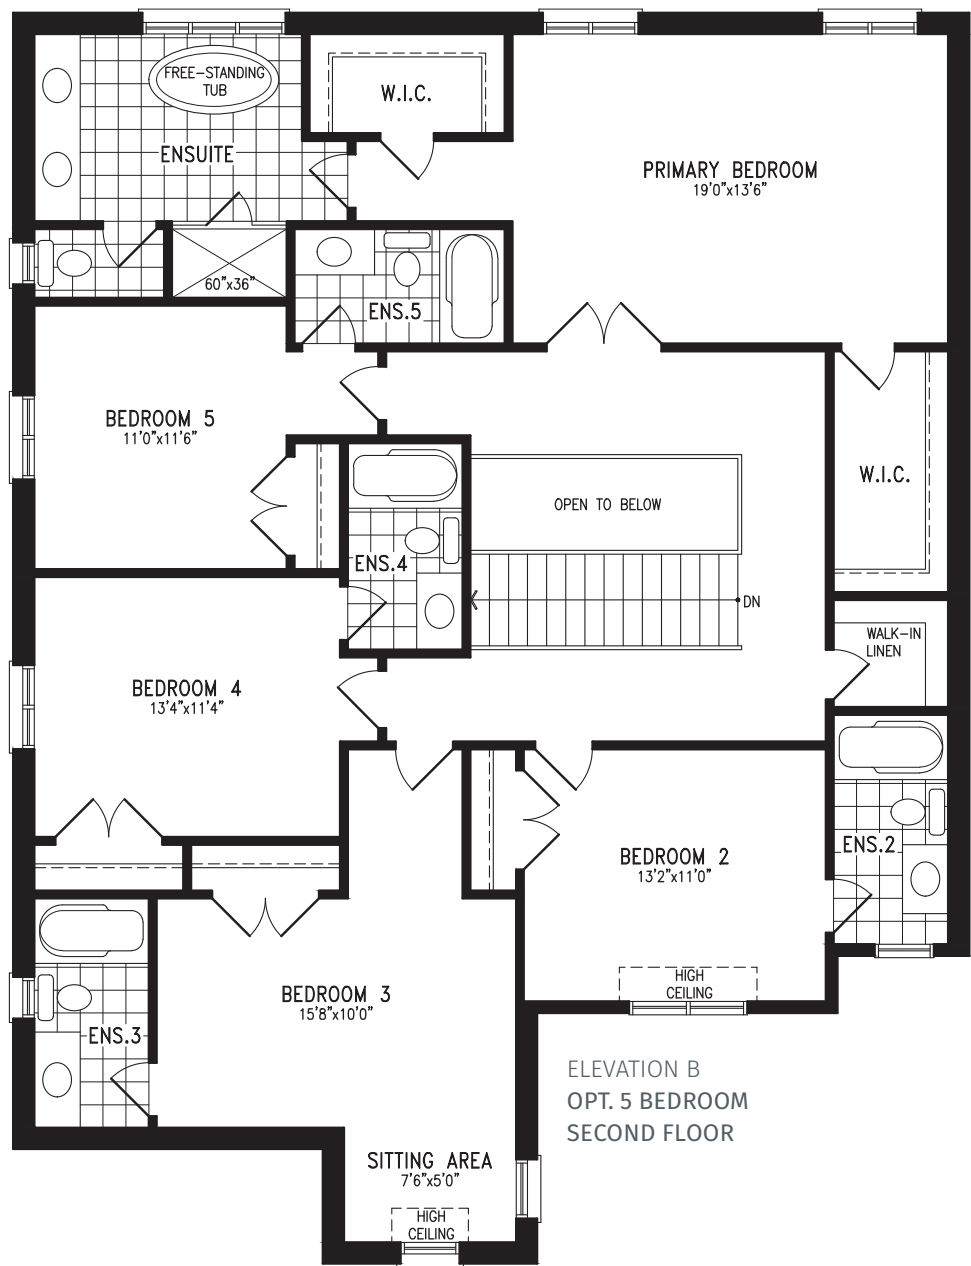 FREE-STANDING
TUB
W.I.C.
ENSUITE
PRIMARY BEDROOM
19'0"x13'6"
60"x36"
ENS.5
BEDROOM 5
11'0"x11'6"
W.I.C.
OPEN TO BELOW
ENS.4
DN
WALK-IN
LINEN
BEDROOM 4
13'4"x11'4"
ENS.2
BEDROOM 2
13'2"x11'0"
HIGH
CEILING
BEDROOM 3
15'8"x10'0"
ENS.3
ELEVATION B
OPT. 5 BEDROOM
SECOND FLOOR
SITTING AREA
7'6"x5'0"
HIGH
CEILING